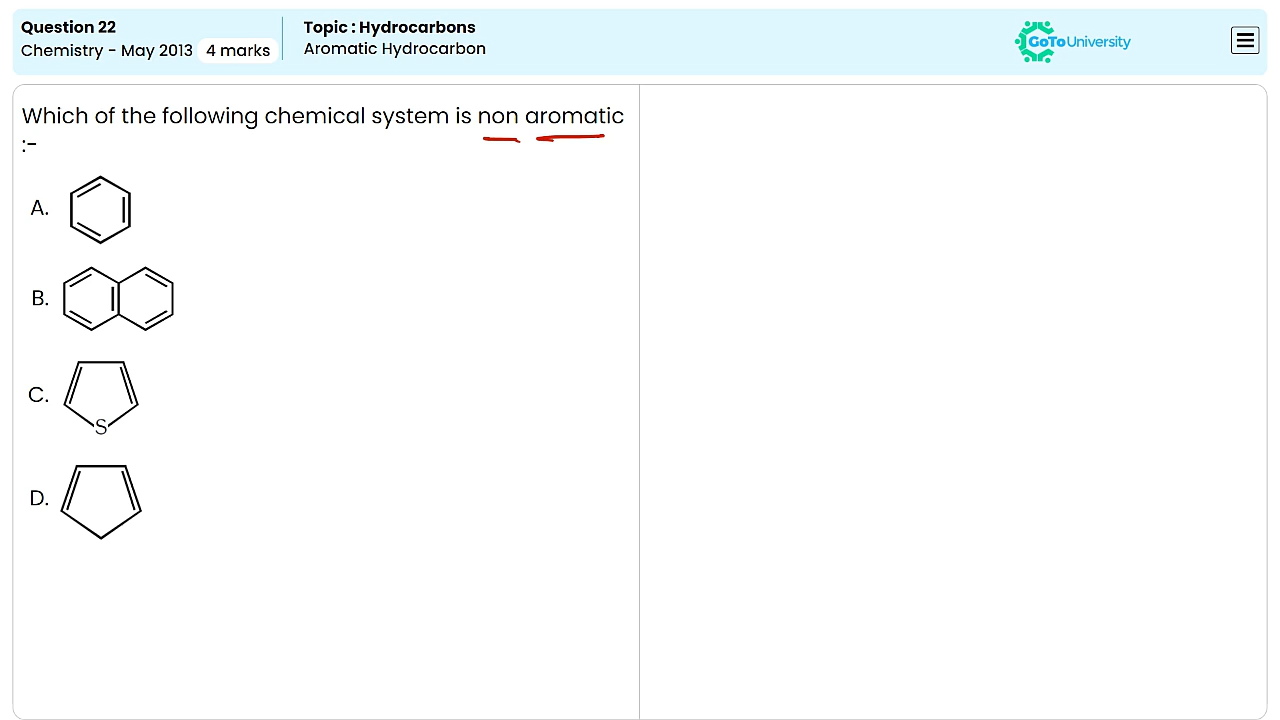 Question 22
Chemistry - May 2013 4 marks
Topic : Hydrocarbons
Aromatic Hydrocarbon
GoToUniversity
Which of the following chemical system is non aromatic
:-
A.
B.
C.
S
D.